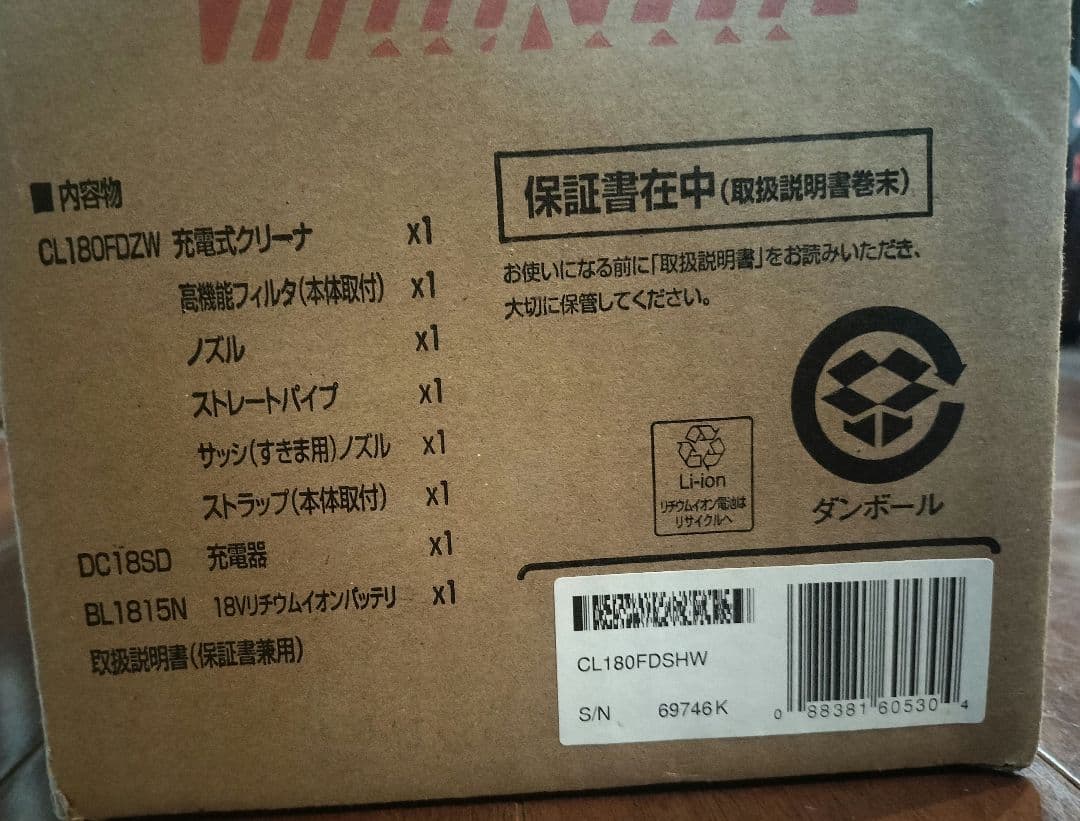 ■内容物
CL180FDZW 充電式クリーナ x1
高機能フィルタ(本体取付) x1
ノズル x1
ストレートパイプ x1
サッシ(すきま用)ノズル x1
ストラップ(本体取付) x1
DC18SD 充電器 x1
BL1815N 18Vリチウムイオンバッテリ x1
取扱説明書(保証書兼用)
保証書在中(取扱説明書巻末)
お使いになる前に「取扱説明書」をお読みいただき、
大切に保管してください。
Li-ion
リチウムイオン電池は
リサイクルへ
ダンボール
CL180FDSHW
S/N 69746K
0 88381 60530 4